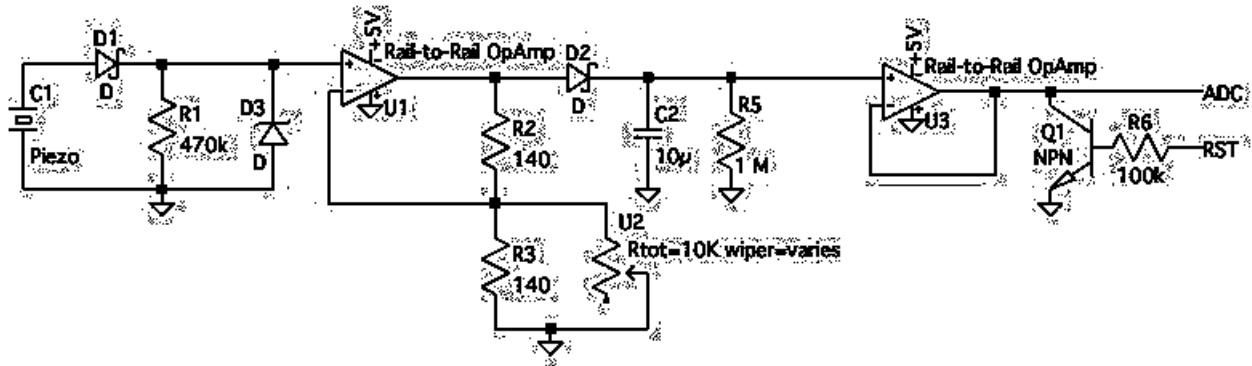 D1
D
C1
Piezo
R1
470k
D3
D
+5V
Rail-to-Rail OpAmp
U1
R2
140
R3
140
U2
Rtot=10K wiper=varies
D2
D
C2
10µ
R5
1 M
+5V
Rail-to-Rail OpAmp
U3
ADC
Q1
NPN
R6
100k
RST